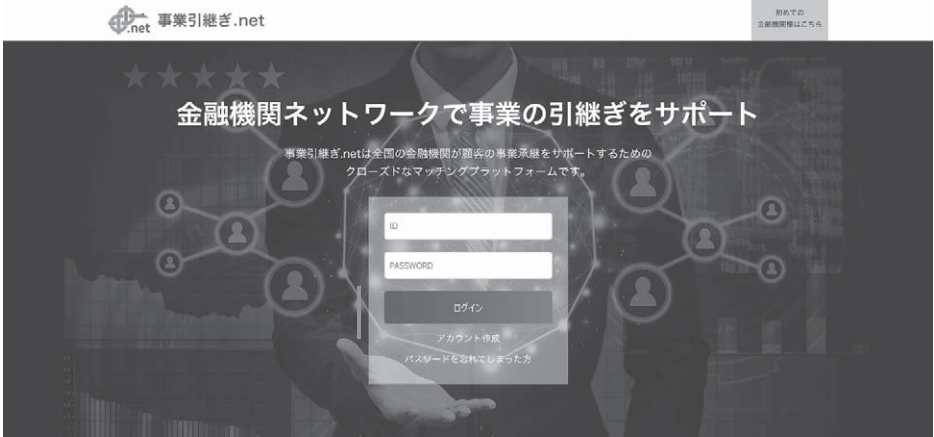 .net 事業引継ぎ.net
初めての
金融機関様はこちら
金融機関ネットワークで事業の引継ぎをサポート
事業引継ぎ.netは全国の金融機関が顧客の事業承継をサポートするための
クローズドなマッチングプラットフォームです。
ID
PASSWORD
ログイン
アカウント作成
パスワードを忘れてしまった方